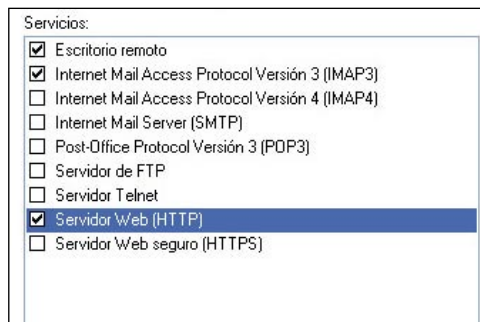 Servicios:
Escritorio remoto
Internet Mail Access Protocol Versión 3 (IMAP3)
Internet Mail Access Protocol Versión 4 (IMAP4)
Internet Mail Server (SMTP)
Post-Office Protocol Versión 3 (POP3)
Servidor de FTP
Servidor Telnet
Servidor Web (HTTP)
Servidor Web seguro (HTTPS)